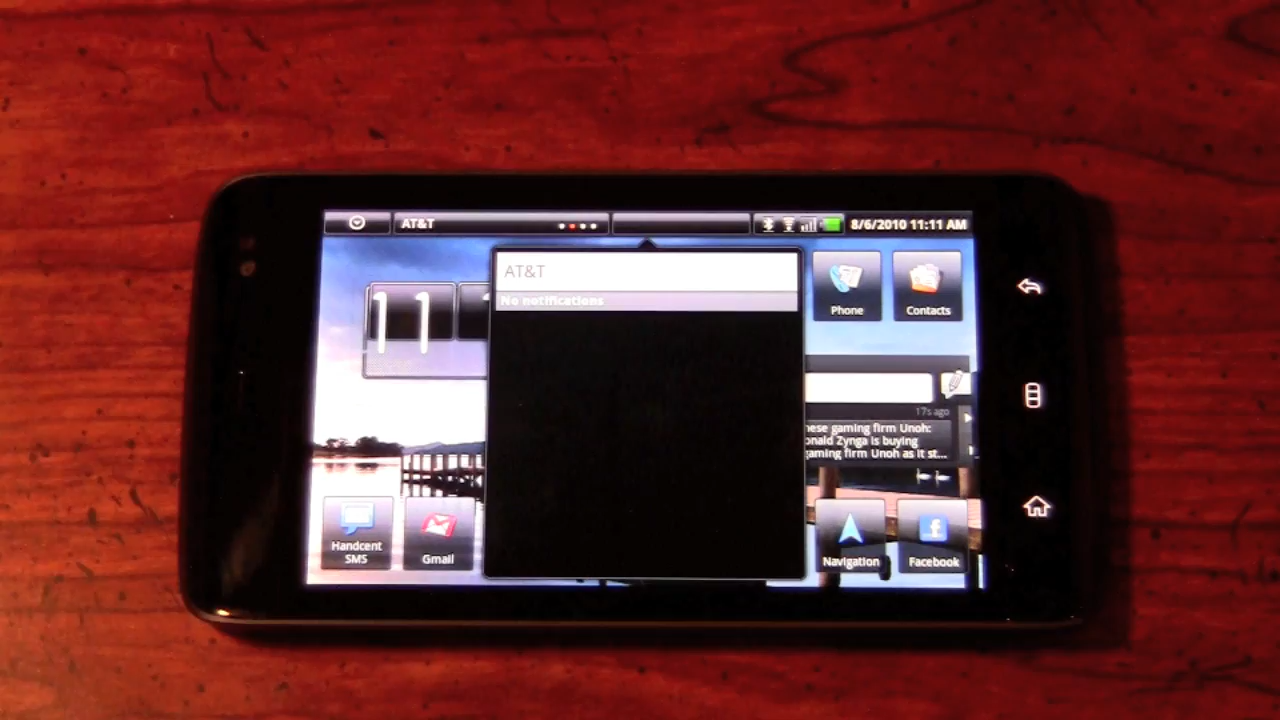 AT&T
8/6/2010 11:11 AM
AT&T
No notifications
11
Phone
Contacts
17s ago
nese gaming firm Unoh:
onald Zynga is buying
gaming firm Unoh as it st...
Handcent
SMS
Gmail
Navigation
Facebook